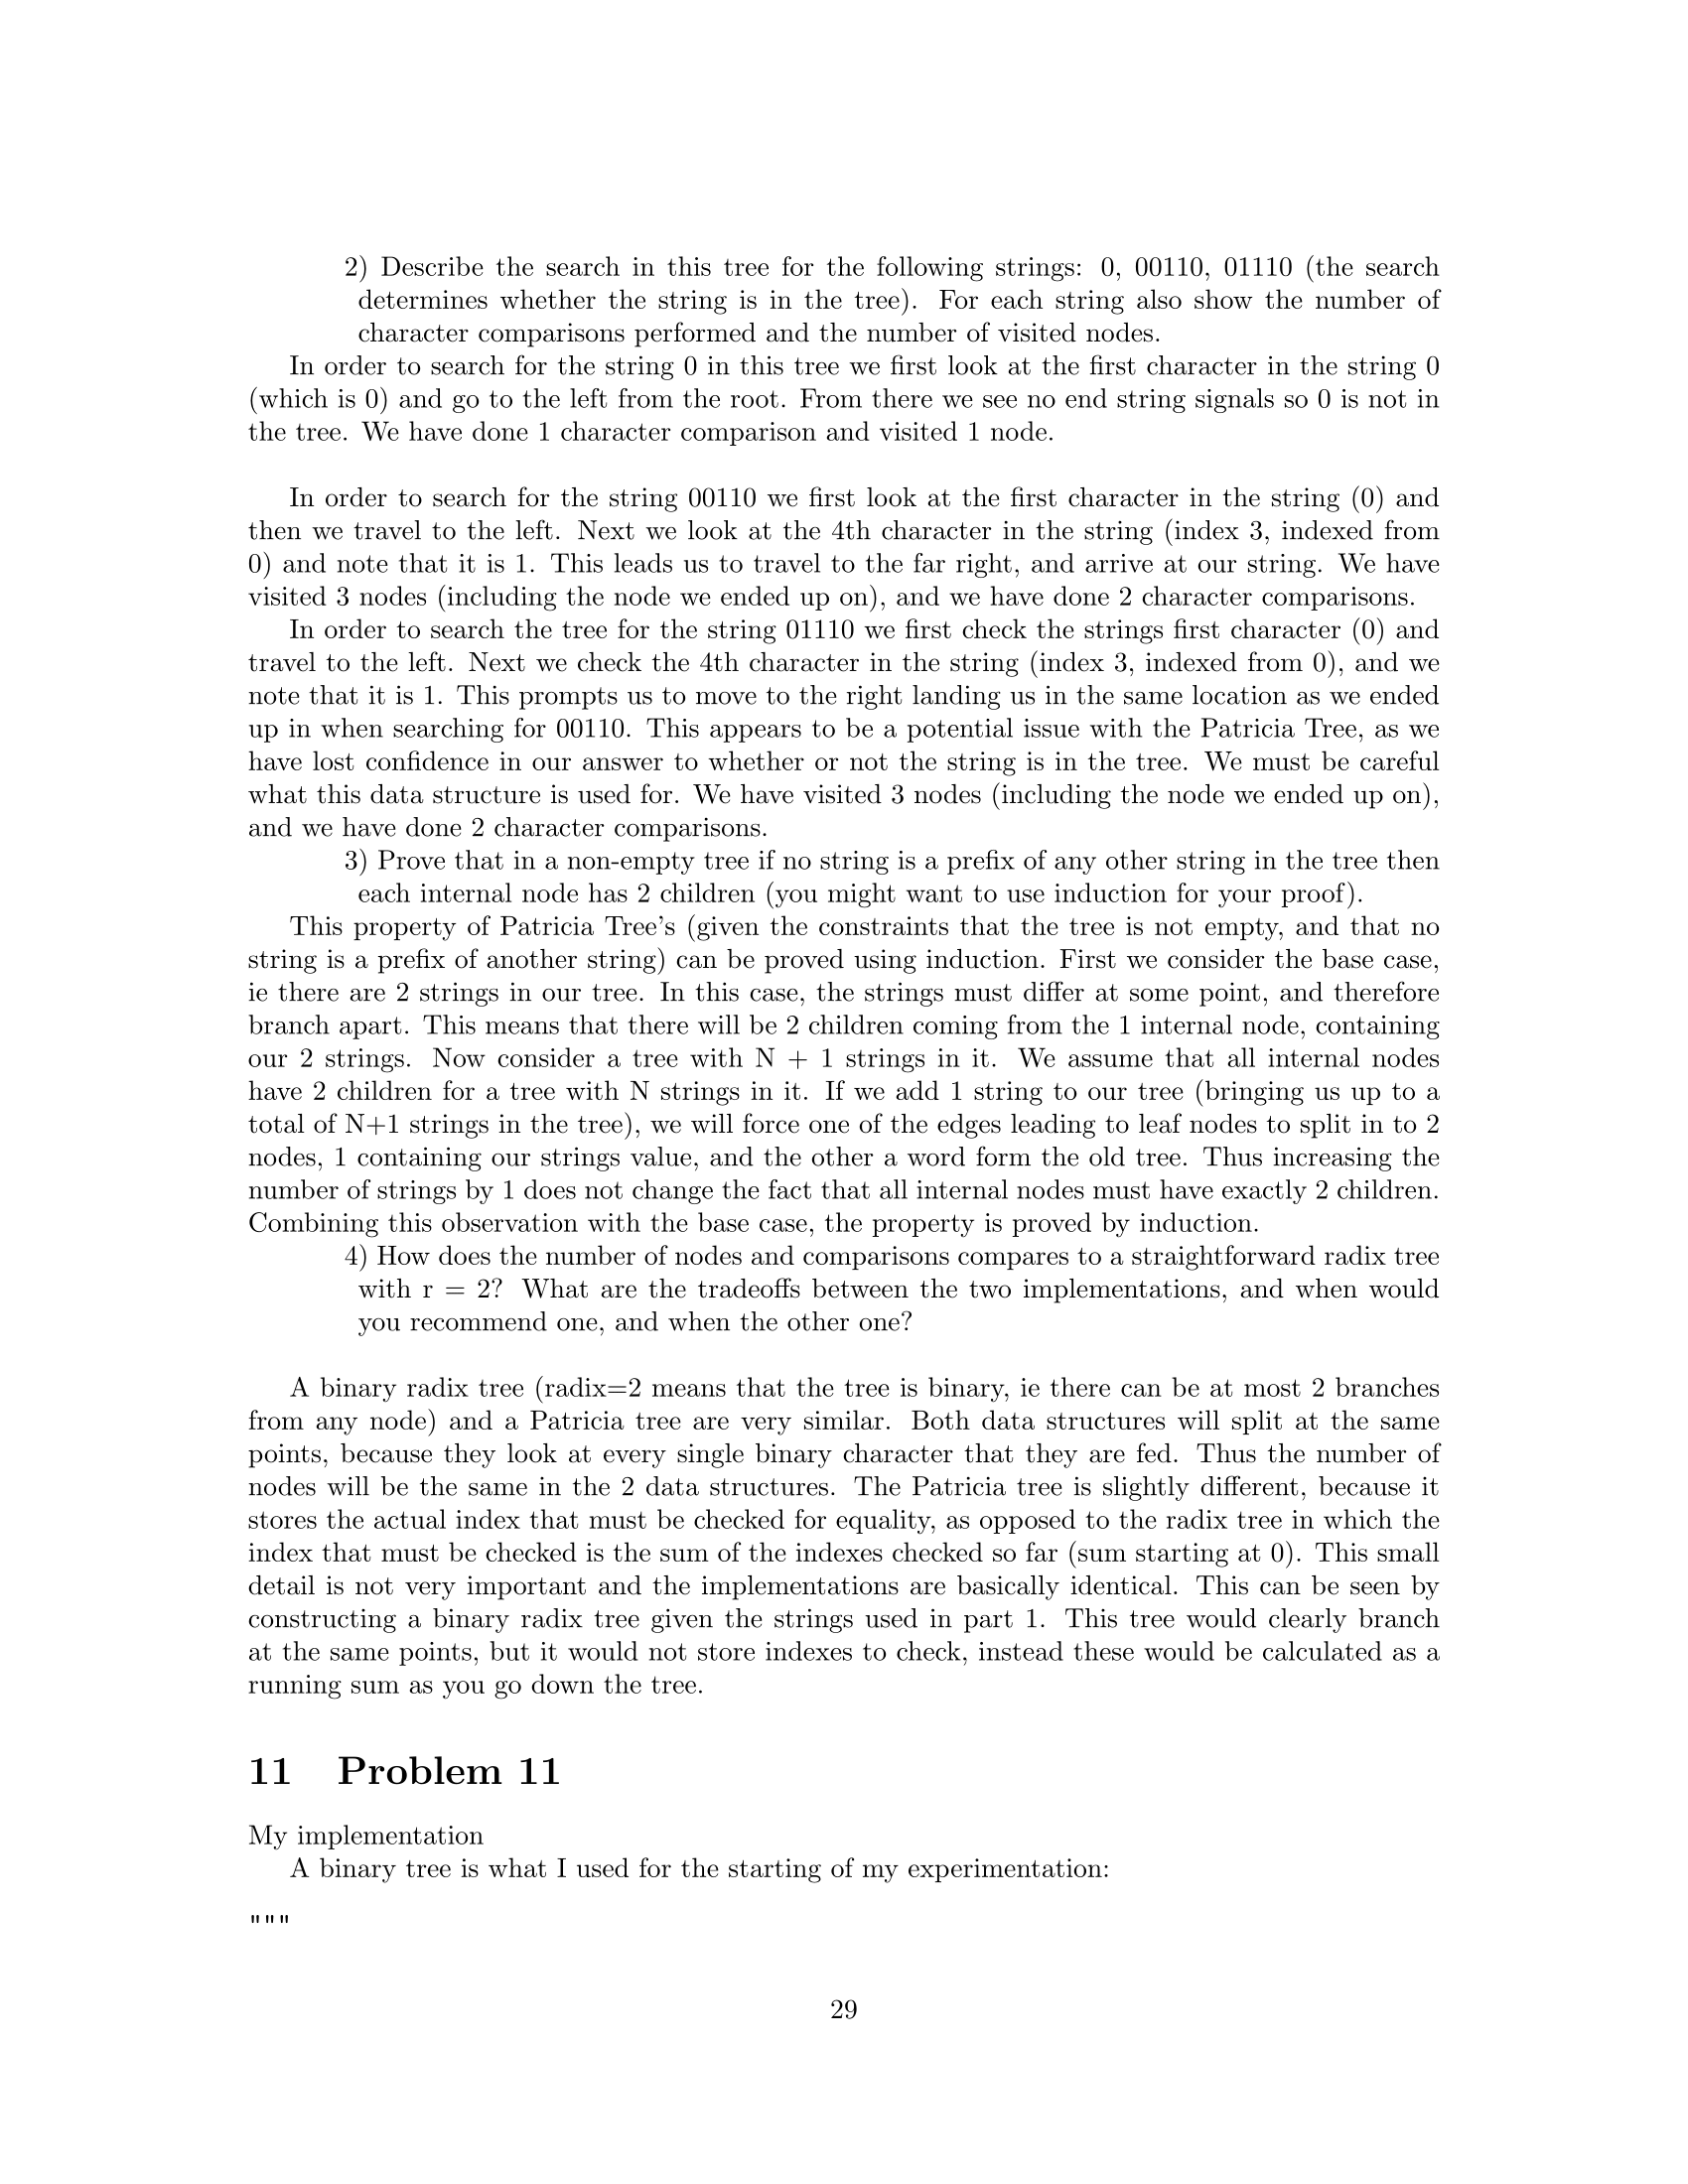 2) Describe the search in this tree for the following strings: 0, 00110, 01110 (the search
determines whether the string is in the tree). For each string also show the number of
character comparisons performed and the number of visited nodes.
In order to search for the string 0 in this tree we first look at the first character in the string 0
(which is 0) and go to the left from the root. From there we see no end string signals so 0 is not in
the tree. We have done 1 character comparison and visited 1 node.
In order to search for the string 00110 we first look at the first character in the string (0) and
then we travel to the left. Next we look at the 4th character in the string (index 3, indexed from
0) and note that it is 1. This leads us to travel to the far right, and arrive at our string. We have
visited 3 nodes (including the node we ended up on), and we have done 2 character comparisons.
In order to search the tree for the string 01110 we first check the strings first character (0) and
travel to the left. Next we check the 4th character in the string (index 3, indexed from 0), and we
note that it is 1. This prompts us to move to the right landing us in the same location as we ended
up in when searching for 00110. This appears to be a potential issue with the Patricia Tree, as we
have lost confidence in our answer to whether or not the string is in the tree. We must be careful
what this data structure is used for. We have visited 3 nodes (including the node we ended up on),
and we have done 2 character comparisons.
3) Prove that in a non-empty tree if no string is a prefix of any other string in the tree then
each internal node has 2 children (you might want to use induction for your proof).
This property of Patricia Tree's (given the constraints that the tree is not empty, and that no
string is a prefix of another string) can be proved using induction. First we consider the base case,
ie there are 2 strings in our tree. In this case, the strings must differ at some point, and therefore
branch apart. This means that there will be 2 children coming from the 1 internal node, containing
our 2 strings. Now consider a tree with N + 1 strings in it. We assume that all internal nodes
have 2 children for a tree with N strings in it. If we add 1 string to our tree (bringing us up to a
total of N+1 strings in the tree), we will force one of the edges leading to leaf nodes to split in to 2
nodes, 1 containing our strings value, and the other a word form the old tree. Thus increasing the
number of strings by 1 does not change the fact that all internal nodes must have exactly 2 children.
Combining this observation with the base case, the property is proved by induction.
4) How does the number of nodes and comparisons compares to a straightforward radix tree
with r = 2? What are the tradeoffs between the two implementations, and when would
you recommend one, and when the other one?
A binary radix tree (radix=2 means that the tree is binary, ie there can be at most 2 branches
from any node) and a Patricia tree are very similar. Both data structures will split at the same
points, because they look at every single binary character that they are fed. Thus the number of
nodes will be the same in the 2 data structures. The Patricia tree is slightly different, because it
stores the actual index that must be checked for equality, as opposed to the radix tree in which the
index that must be checked is the sum of the indexes checked so far (sum starting at 0). This small
detail is not very important and the implementations are basically identical. This can be seen by
constructing a binary radix tree given the strings used in part 1. This tree would clearly branch
at the same points, but it would not store indexes to check, instead these would be calculated as a
running sum as you go down the tree.
11 Problem 11
My implementation
A binary tree is what I used for the starting of my experimentation:
"""
29